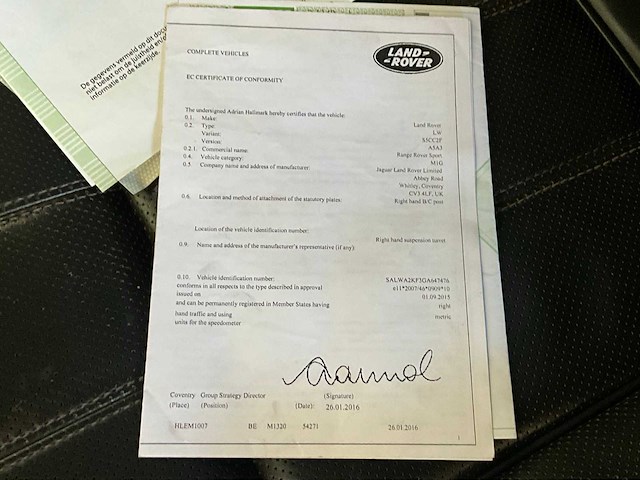 De gegevens vermeld op dit docu
niet belast om de juistheid en/o
informatie op de keerzijde.
COMPLETE VEHICLES
LAND-
-ROVER
EC CERTIFICATE OF CONFORMITY
The undersigned Adrian Hallmark hereby certifies that the vehicle:
0.1. Make: Land Rover
0.2. Type LW
Variant: S5CC2F
Version: A5A3
0.2.1. Commercial name: Range Rover Sport
0.4. Vehicle category: M1G
0.5. Company name and address of manufacturer: Jaguar Land Rover Limited
Abbey Road
Whitley, Coventry
CV3 4LF, UK
0.6. Location and method of attachment of the statutory plates: Right hand B/C post
Location of the vehicle identification number: Right hand suspension turret
0.9. Name and address of the manufacturer's representative (if any):
0.10. Vehicle identification number: SALWA2KF3GA647476
conforms in all respects to the type described in approval e11*2007/46*0909*10
issued on 01.09.2015
and can be permanently registered in Member States having right
hand traffic and using metric
units for the speedometer
Coventry Group Strategy Director (Signature)
(Place) (Position) (Date): 26.01.2016
HLEM1007 BE M1320 54271 26.01.2016
1